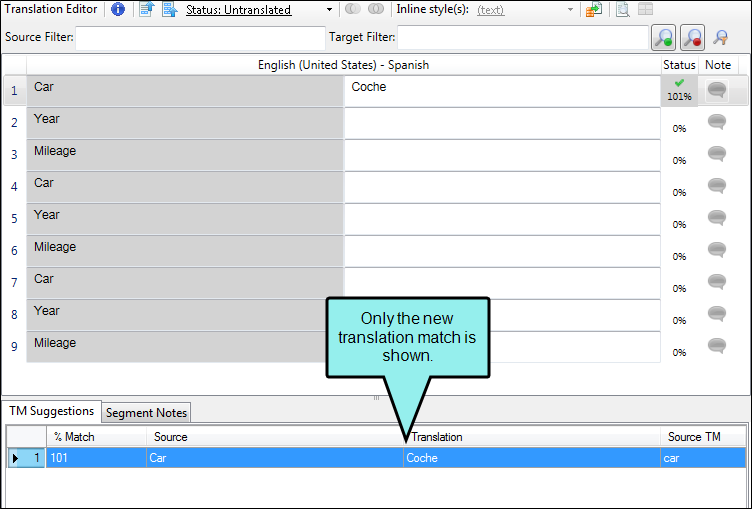 Translation Editor Status: Untranslated Inline style(s): (text)
Source Filter: Target Filter:
English (United States) - Spanish Status Note
1 Car Coche 101%
2 Year 0%
3 Mileage 0%
4 Car 0%
5 Year 0%
6 Mileage 0%
7 Car 0%
8 Year 0%
9 Mileage 0%
Only the new
translation match is
shown.
TM Suggestions Segment Notes
% Match Source Translation Source TM
1 101 Car Coche car